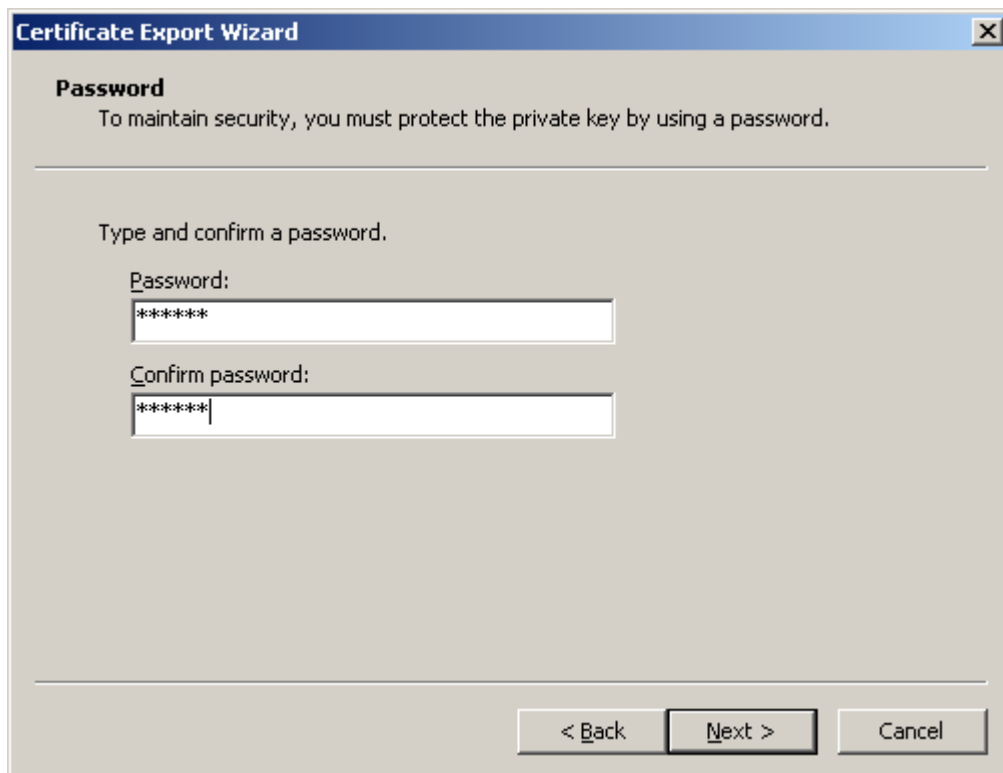 Certificate Export Wizard
Password
To maintain security, you must protect the private key by using a password.
Type and confirm a password.
Password:
******
Confirm password:
******
< Back Next > Cancel